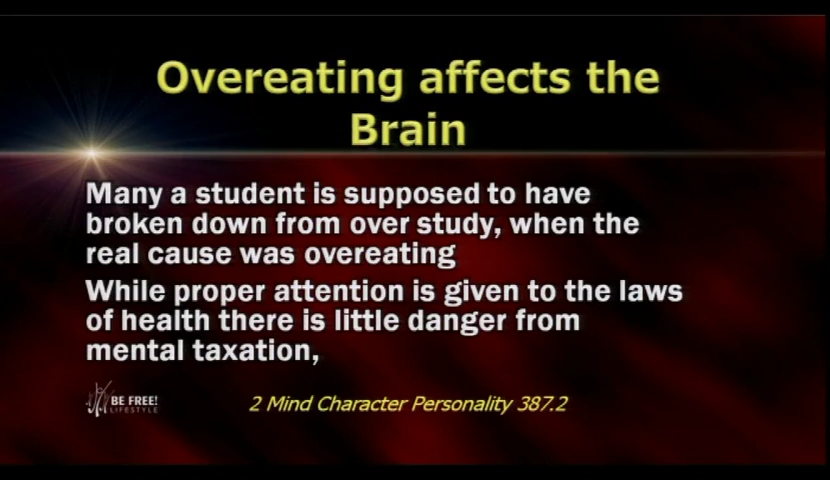 Overeating affects the
Brain
Many a student is supposed to have
broken down from over study, when the
real cause was overeating
While proper attention is given to the laws
of health there is little danger from
mental taxation,
BE FREE!
LIFESTYLE
2 Mind Character Personality 387.2